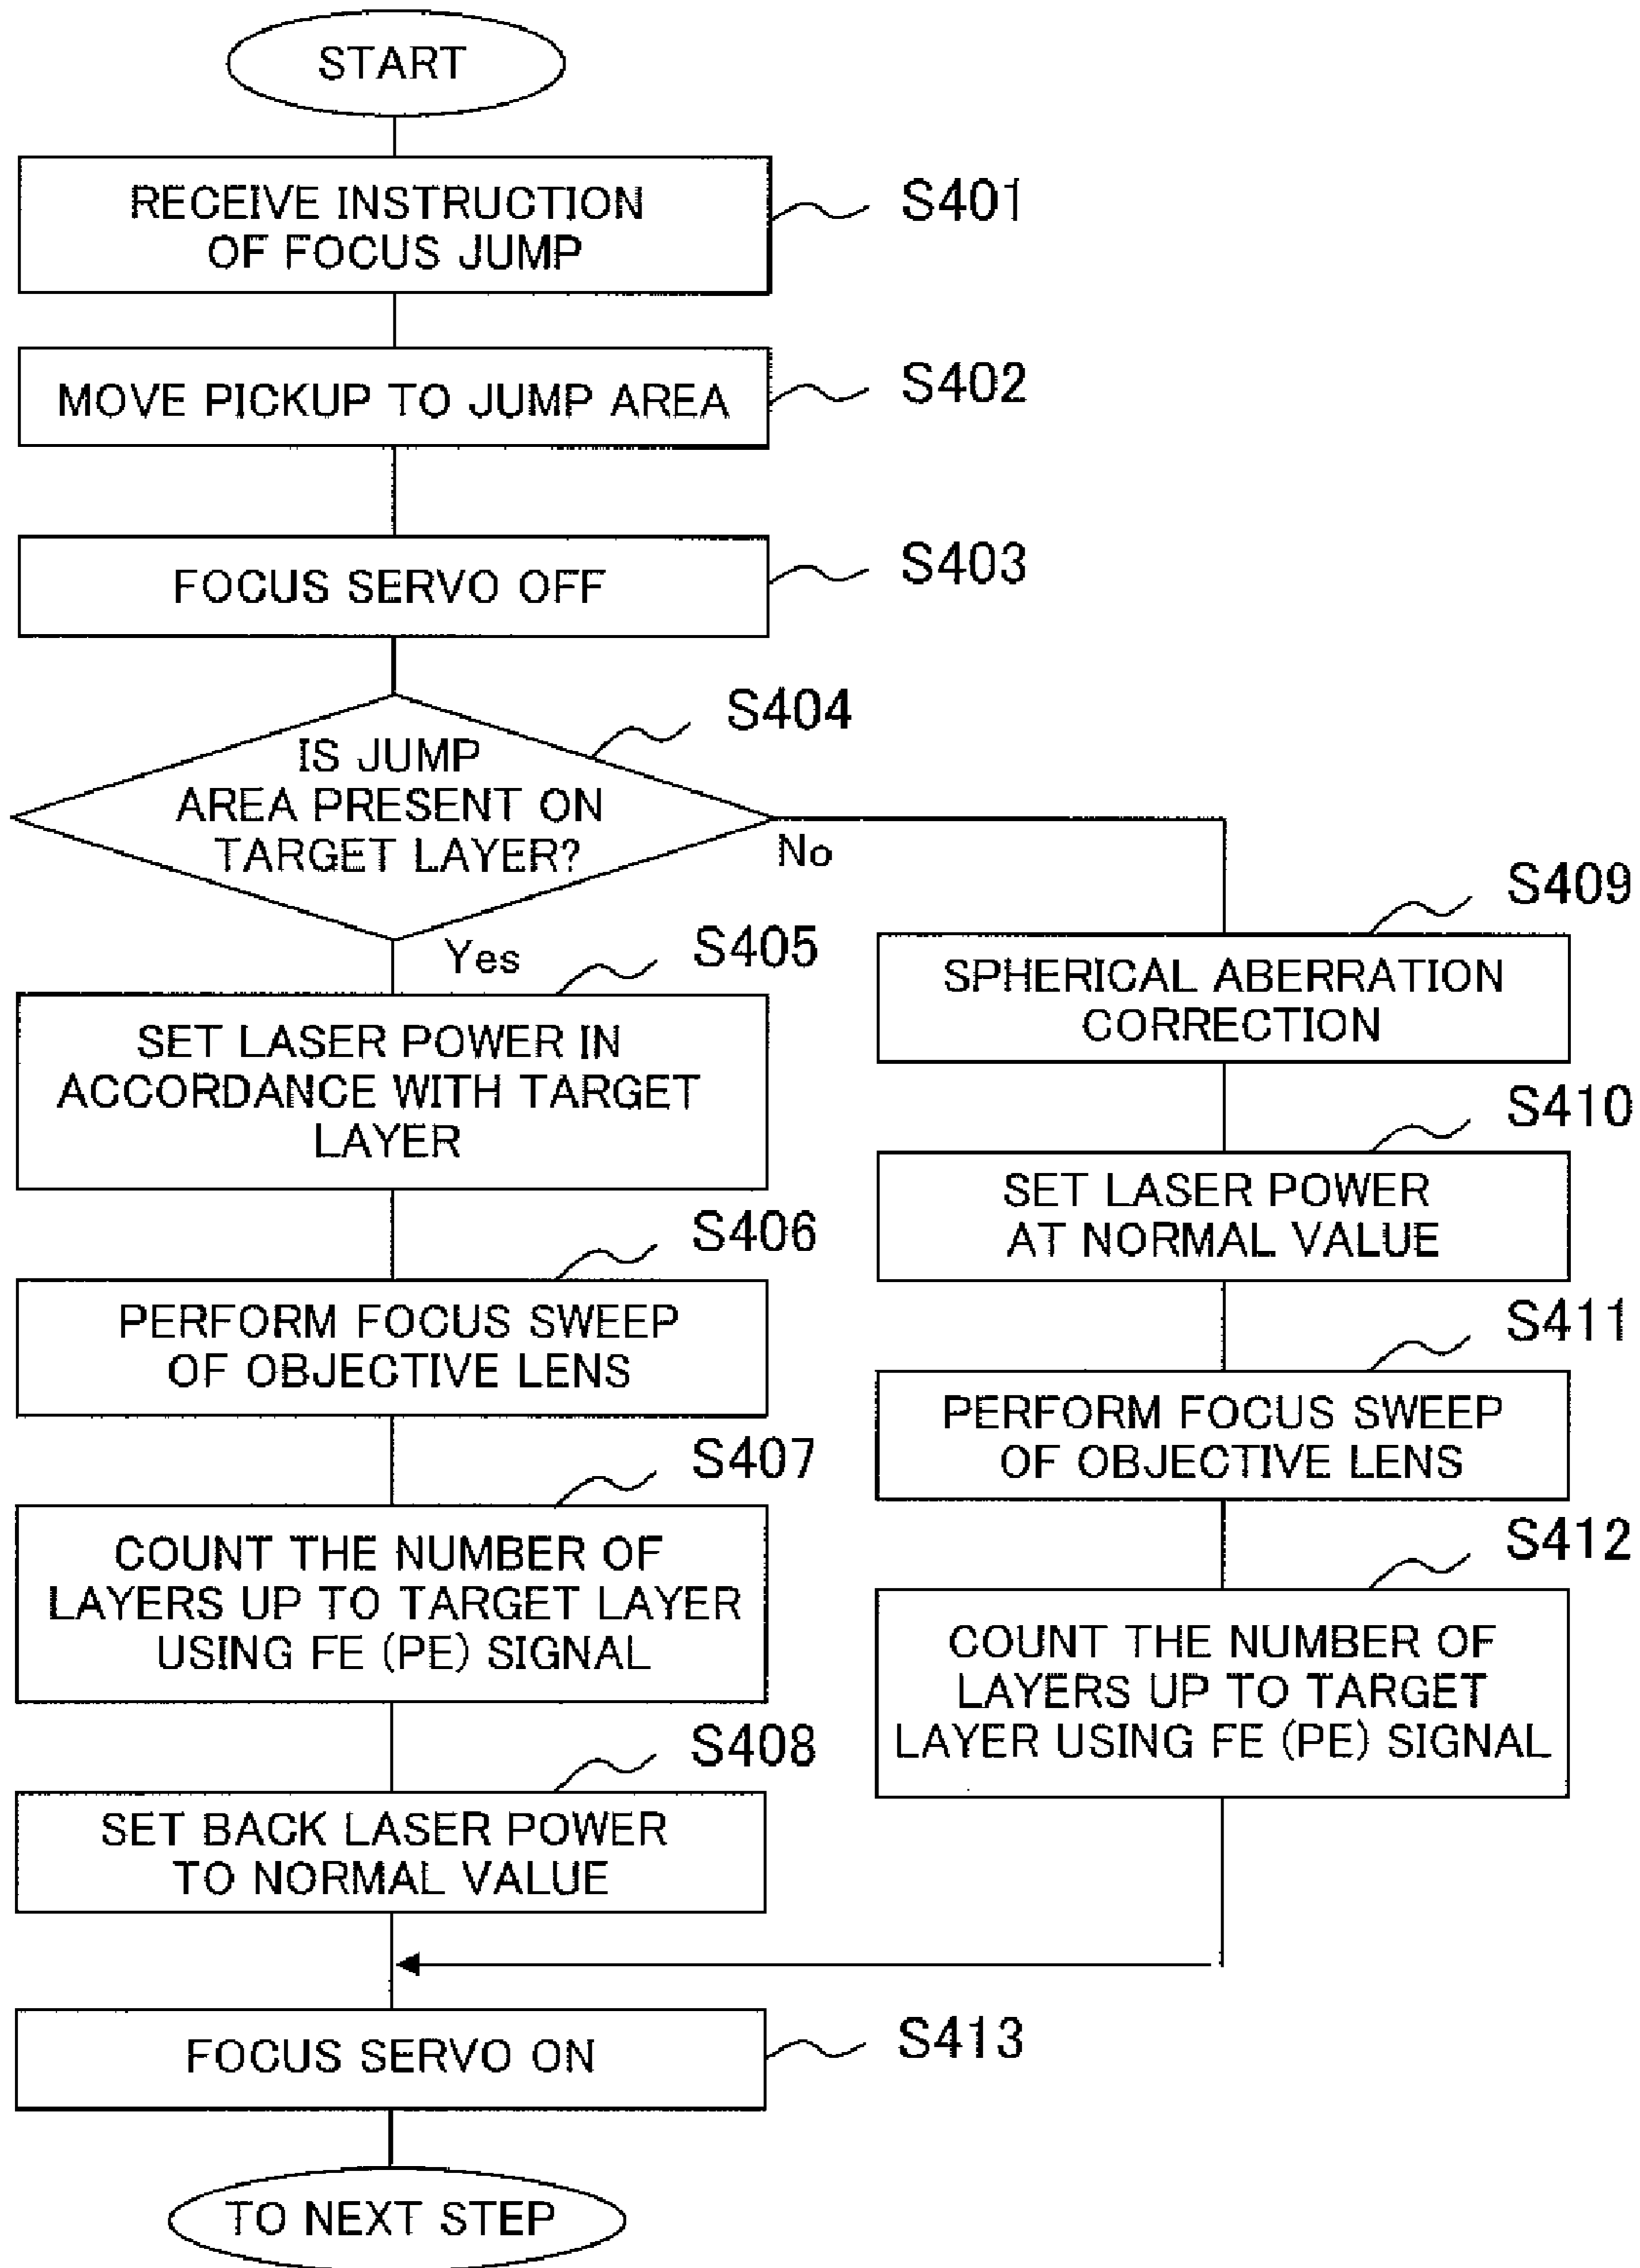 START
RECEIVE INSTRUCTION
OF FOCUS JUMP
S401
MOVE PICKUP TO JUMP AREA
S402
FOCUS SERVO OFF
S403
IS JUMP
AREA PRESENT ON
TARGET LAYER?
S404
No
Yes
SET LASER POWER IN
ACCORDANCE WITH TARGET
LAYER
S405
PERFORM FOCUS SWEEP
OF OBJECTIVE LENS
S406
COUNT THE NUMBER OF
LAYERS UP TO TARGET LAYER
USING FE (PE) SIGNAL
S407
SET BACK LASER POWER
TO NORMAL VALUE
S408
SPHERICAL ABERRATION
CORRECTION
S409
SET LASER POWER
AT NORMAL VALUE
S410
PERFORM FOCUS SWEEP
OF OBJECTIVE LENS
S411
COUNT THE NUMBER OF
LAYERS UP TO TARGET
LAYER USING FE (PE) SIGNAL
S412
FOCUS SERVO ON
S413
TO NEXT STEP